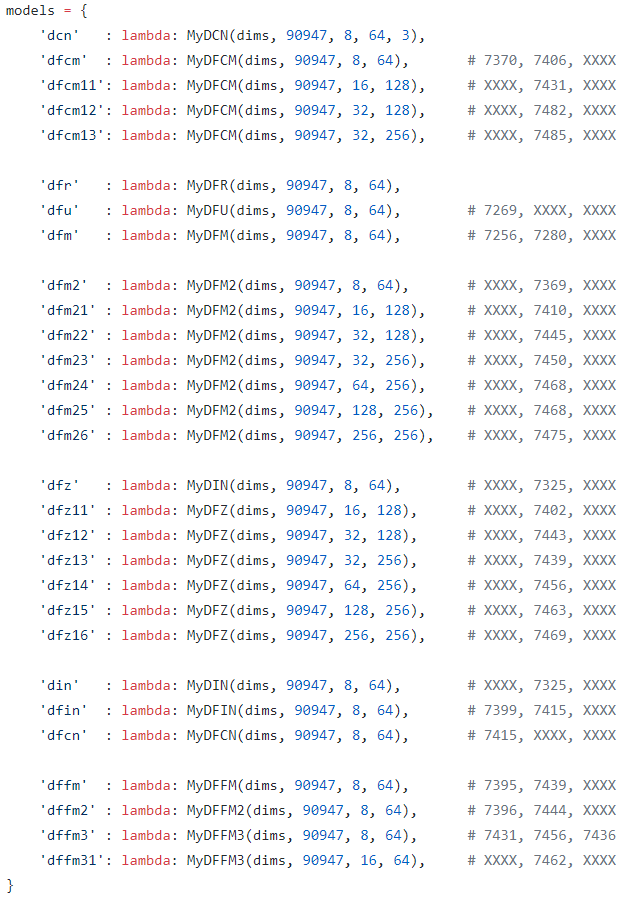 models = {
    'dcn'   : lambda: MyDCN(dims, 90947, 8, 64, 3),
    'dfcm'  : lambda: MyDFCM(dims, 90947, 8, 64),       # 7370, 7406, XXXX
    'dfcm11': lambda: MyDFCM(dims, 90947, 16, 128),     # XXXX, 7431, XXXX
    'dfcm12': lambda: MyDFCM(dims, 90947, 32, 128),     # XXXX, 7482, XXXX
    'dfcm13': lambda: MyDFCM(dims, 90947, 32, 256),     # XXXX, 7485, XXXX

    'dfr'   : lambda: MyDFR(dims, 90947, 8, 64),
    'dfu'   : lambda: MyDFU(dims, 90947, 8, 64),        # 7269, XXXX, XXXX
    'dfm'   : lambda: MyDFM(dims, 90947, 8, 64),        # 7256, 7280, XXXX

    'dfm2'  : lambda: MyDFM2(dims, 90947, 8, 64),       # XXXX, 7369, XXXX
    'dfm21' : lambda: MyDFM2(dims, 90947, 16, 128),     # XXXX, 7410, XXXX
    'dfm22' : lambda: MyDFM2(dims, 90947, 32, 128),     # XXXX, 7445, XXXX
    'dfm23' : lambda: MyDFM2(dims, 90947, 32, 256),     # XXXX, 7450, XXXX
    'dfm24' : lambda: MyDFM2(dims, 90947, 64, 256),     # XXXX, 7468, XXXX
    'dfm25' : lambda: MyDFM2(dims, 90947, 128, 256),    # XXXX, 7468, XXXX
    'dfm26' : lambda: MyDFM2(dims, 90947, 256, 256),    # XXXX, 7475, XXXX

    'dfz'   : lambda: MyDIN(dims, 90947, 8, 64),        # XXXX, 7325, XXXX
    'dfz11' : lambda: MyDFZ(dims, 90947, 16, 128),      # XXXX, 7402, XXXX
    'dfz12' : lambda: MyDFZ(dims, 90947, 32, 128),      # XXXX, 7443, XXXX
    'dfz13' : lambda: MyDFZ(dims, 90947, 32, 256),      # XXXX, 7439, XXXX
    'dfz14' : lambda: MyDFZ(dims, 90947, 64, 256),      # XXXX, 7456, XXXX
    'dfz15' : lambda: MyDFZ(dims, 90947, 128, 256),     # XXXX, 7463, XXXX
    'dfz16' : lambda: MyDFZ(dims, 90947, 256, 256),     # XXXX, 7469, XXXX

    'din'   : lambda: MyDIN(dims, 90947, 8, 64),        # XXXX, 7325, XXXX
    'dfin'  : lambda: MyDFIN(dims, 90947, 8, 64),       # 7399, 7415, XXXX
    'dfcn'  : lambda: MyDFCN(dims, 90947, 8, 64),       # 7415, XXXX, XXXX

    'dffm'  : lambda: MyDFFM(dims, 90947, 8, 64),       # 7395, 7439, XXXX
    'dffm2' : lambda: MyDFFM2(dims, 90947, 8, 64),      # 7396, 7444, XXXX
    'dffm3' : lambda: MyDFFM3(dims, 90947, 8, 64),      # 7431, 7456, 7436
    'dffm31': lambda: MyDFFM3(dims, 90947, 16, 64),     # XXXX, 7462, XXXX
}